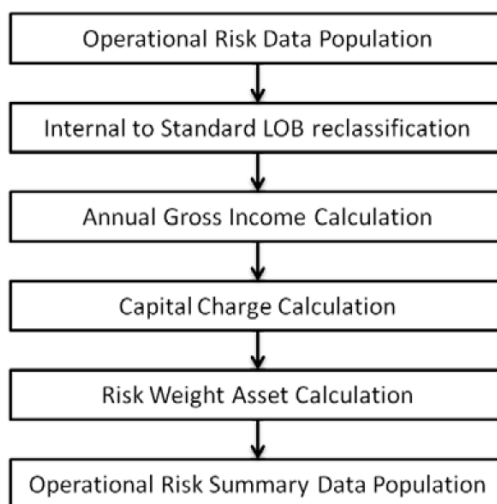 Operational Risk Data Population
Internal to Standard LOB reclassification
Annual Gross Income Calculation
Capital Charge Calculation
Risk Weight Asset Calculation
Operational Risk Summary Data Population